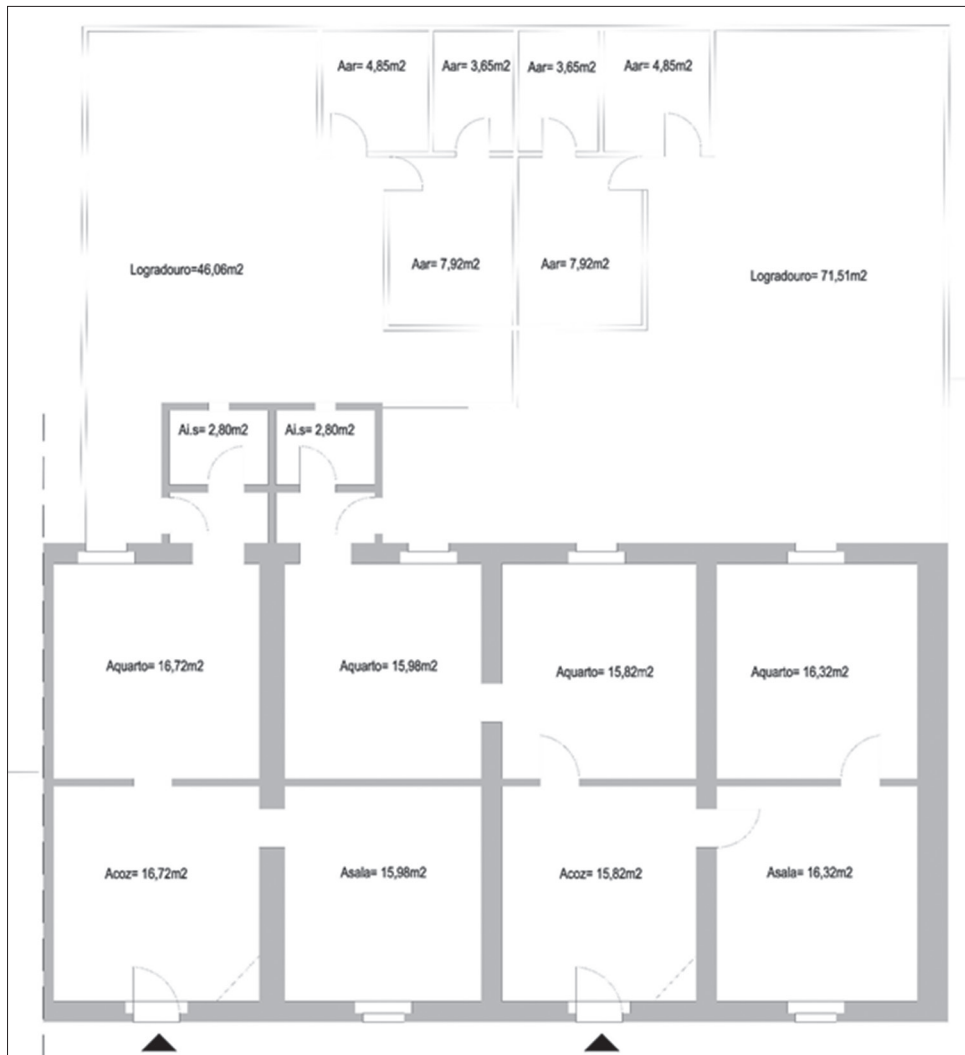 Aar= 4,85m2
Aar= 3,65m2
Aar= 3,65m2
Aar= 4,85m2
Logradouro=46,06m2
Aar= 7,92m2
Aar= 7,92m2
Logradouro= 71,51m2
Ai.s= 2,80m2
Ai.s= 2,80m2
Aquarto= 16,72m2
Aquarto= 15,98m2
Aquarto= 15,82m2
Aquarto= 16,32m2
Acoz= 16,72m2
Asala= 15,98m2
Acoz= 15,82m2
Asala= 16,32m2